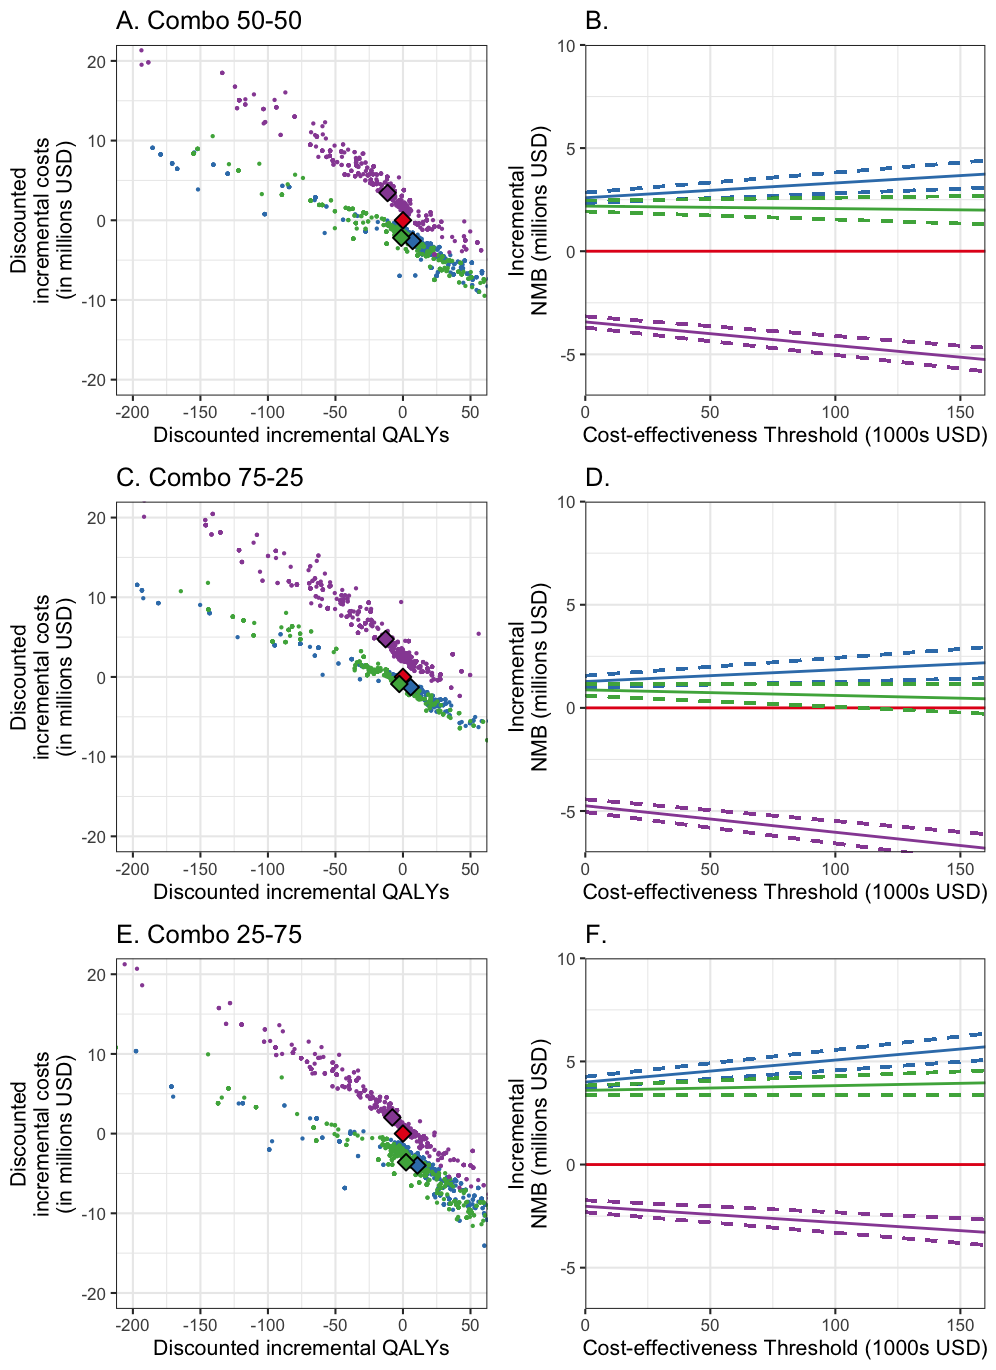 A. Combo 50-50
B.
Discounted
incremental costs
(in millions USD)
20
10
0
-10
-20
-200 -150 -100 -50 0 50
Discounted incremental QALYs
Incremental
NMB (millions USD)
10
5
0
-5
0 50 100 150
Cost-effectiveness Threshold (1000s USD)
C. Combo 75-25
D.
Discounted
incremental costs
(in millions USD)
20
10
0
-10
-20
-200 -150 -100 -50 0 50
Discounted incremental QALYs
Incremental
NMB (millions USD)
10
5
0
-5
0 50 100 150
Cost-effectiveness Threshold (1000s USD)
E. Combo 25-75
F.
Discounted
incremental costs
(in millions USD)
20
10
0
-10
-20
-200 -150 -100 -50 0 50
Discounted incremental QALYs
Incremental
NMB (millions USD)
10
5
0
-5
0 50 100 150
Cost-effectiveness Threshold (1000s USD)